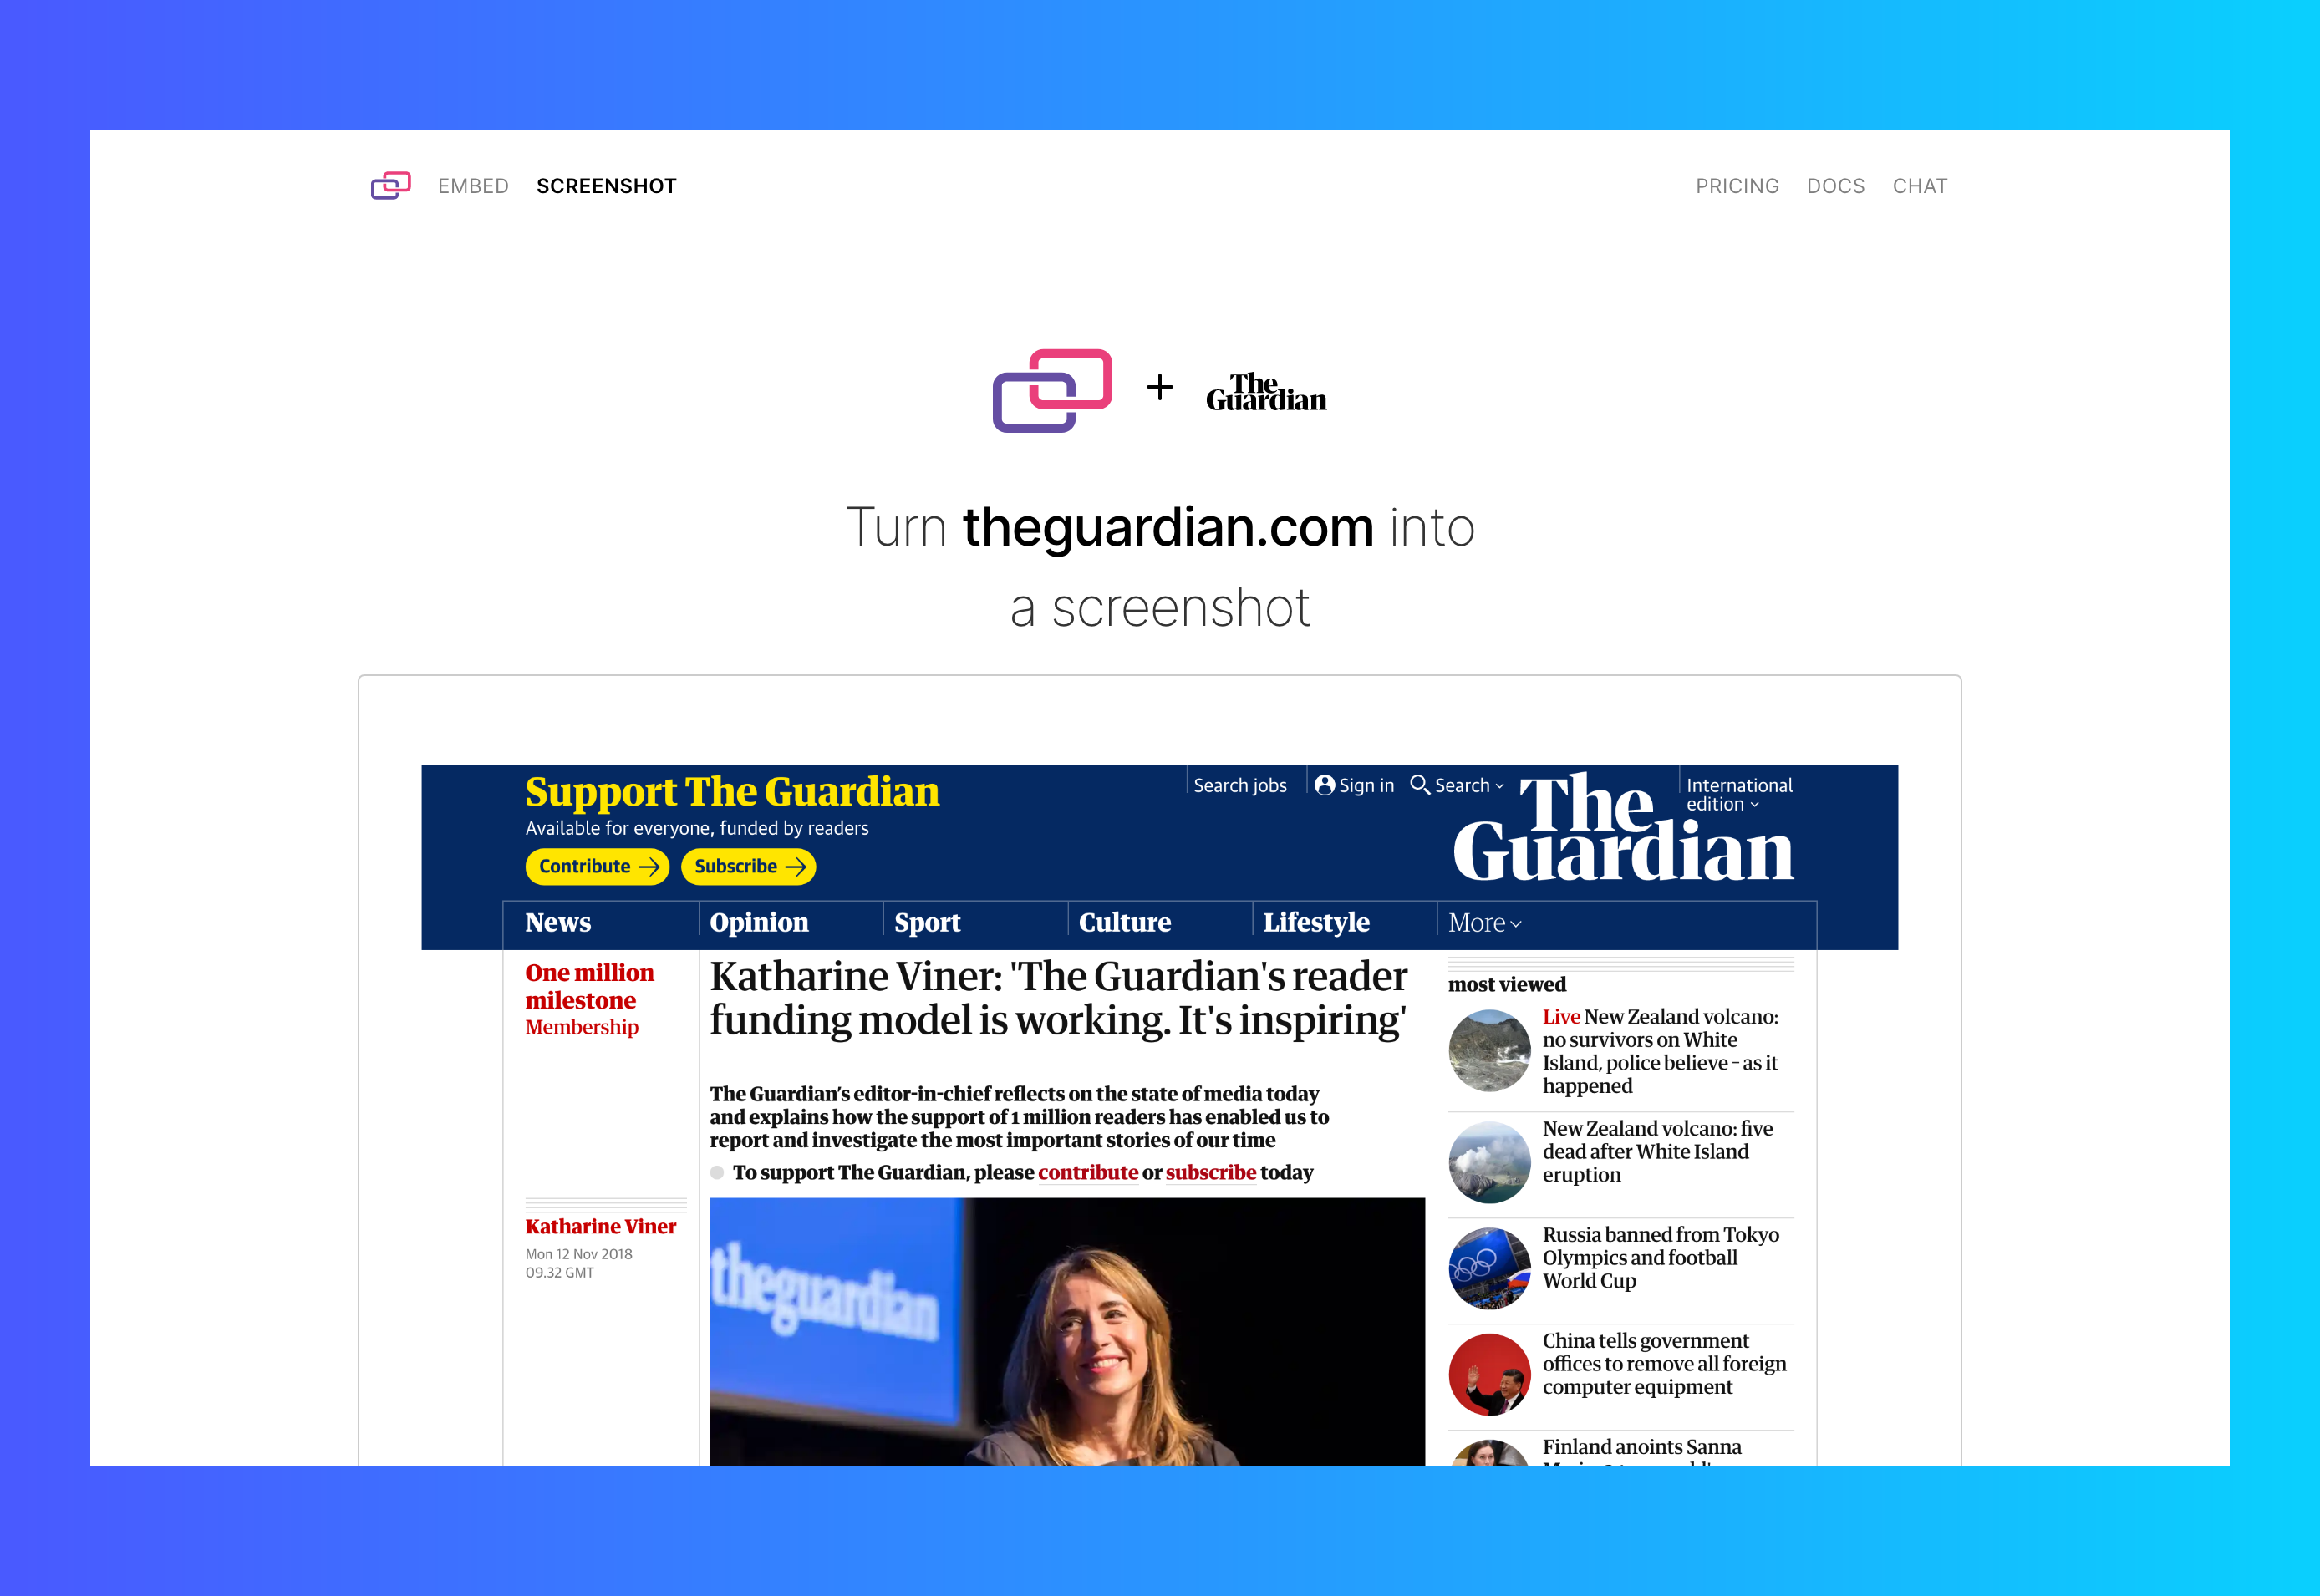 EMBED SCREENSHOT PRICING DOCS CHAT
+
The
Guardian
Turn theguardian.com into
a screenshot
Support The Guardian
Available for everyone, funded by readers
Contribute
Subscribe
Search jobs
Sign in
Search
The
Guardian
International
edition
News
Opinion
Sport
Culture
Lifestyle
More
One million
milestone
Membership
Katharine Viner
Mon 12 Nov 2018
09.32 GMT
Katharine Viner: 'The Guardian's reader
funding model is working. It's inspiring'
The Guardian’s editor-in-chief reflects on the state of media today
and explains how the support of 1 million readers has enabled us to
report and investigate the most important stories of our time
To support The Guardian, please contribute or subscribe today
theguardian
most viewed
Live New Zealand volcano:
no survivors on White
Island, police believe – as it
happened
New Zealand volcano: five
dead after White Island
eruption
Russia banned from Tokyo
Olympics and football
World Cup
China tells government
offices to remove all foreign
computer equipment
Finland anoints Sanna